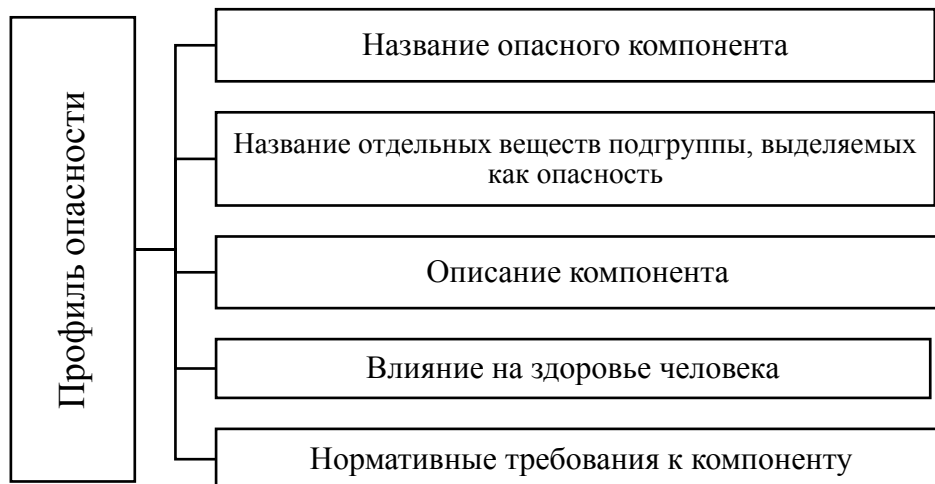 Профиль опасности
Название опасного компонента
Название отдельных веществ подгруппы, выделяемых
как опасность
Описание компонента
Влияние на здоровье человека
Нормативные требования к компоненту